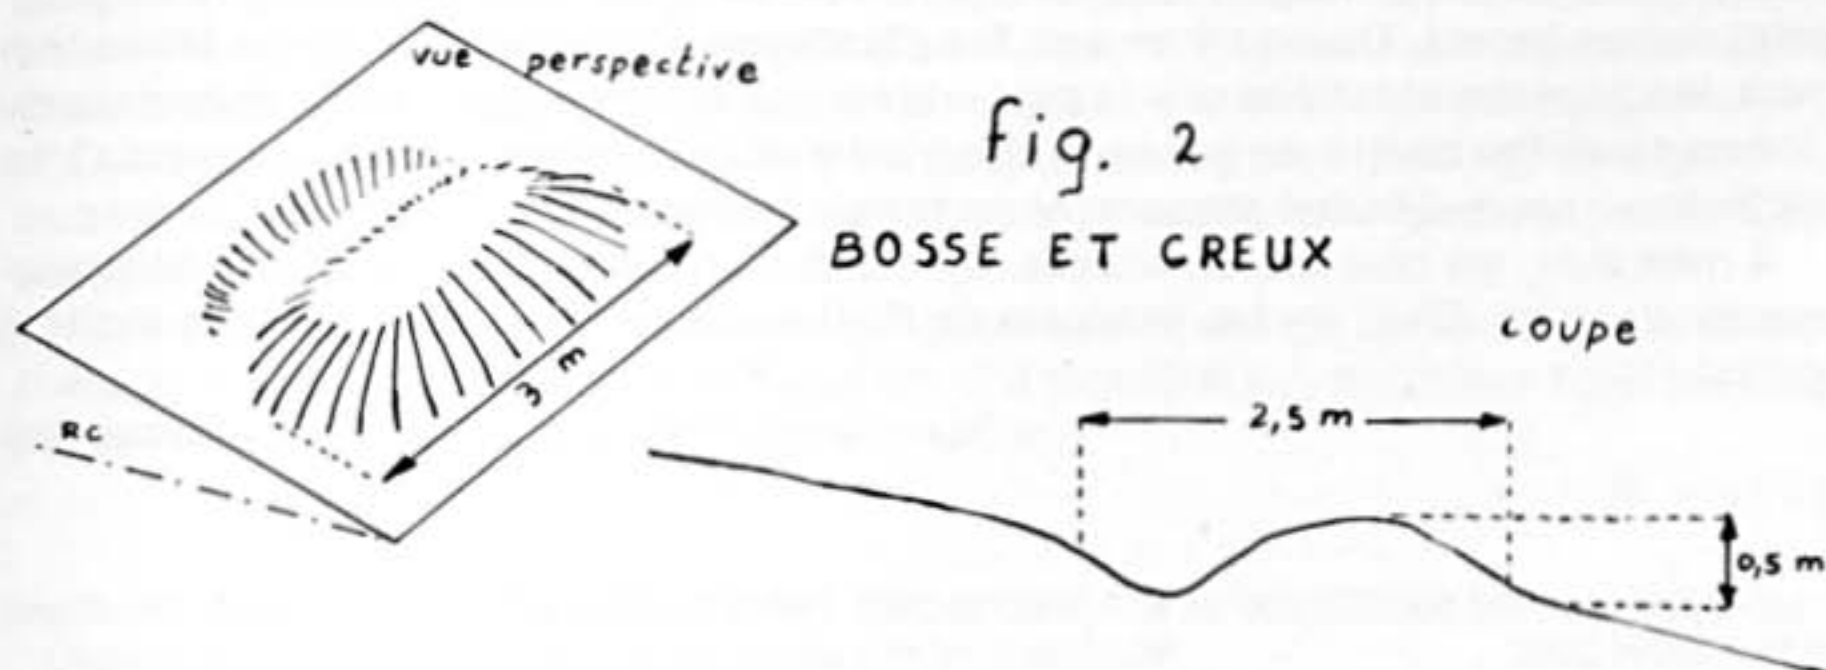 vue perspective
fig. 2
BOSSE ET CREUX
coupe
3 m
2,5 m
RC
0,5 m